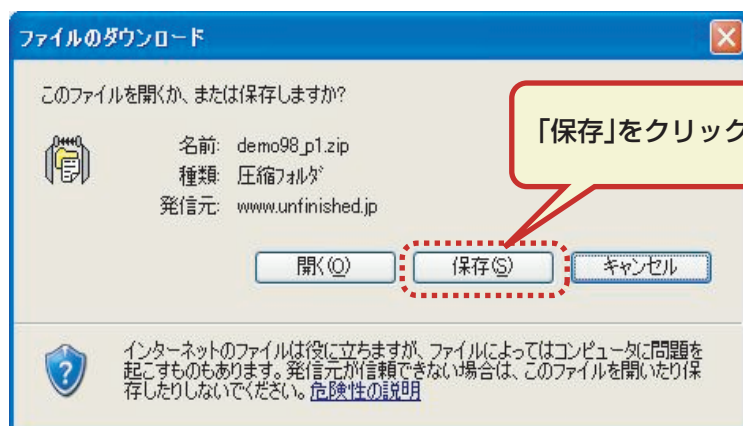 ファイルのダウンロード
このファイルを開くか、または保存しますか?
名前: demo98_p1.zip
種類: 圧縮フォルダ
発信元: www.unfinished.jp
「保存」をクリック
開く(O) 保存(S) キャンセル
インターネットのファイルは役に立ちますが、ファイルによってはコンピュータに問題を
起こすものもあります。発信元が信頼できない場合は、このファイルを開いたり保
存したりしないでください。危険性の説明